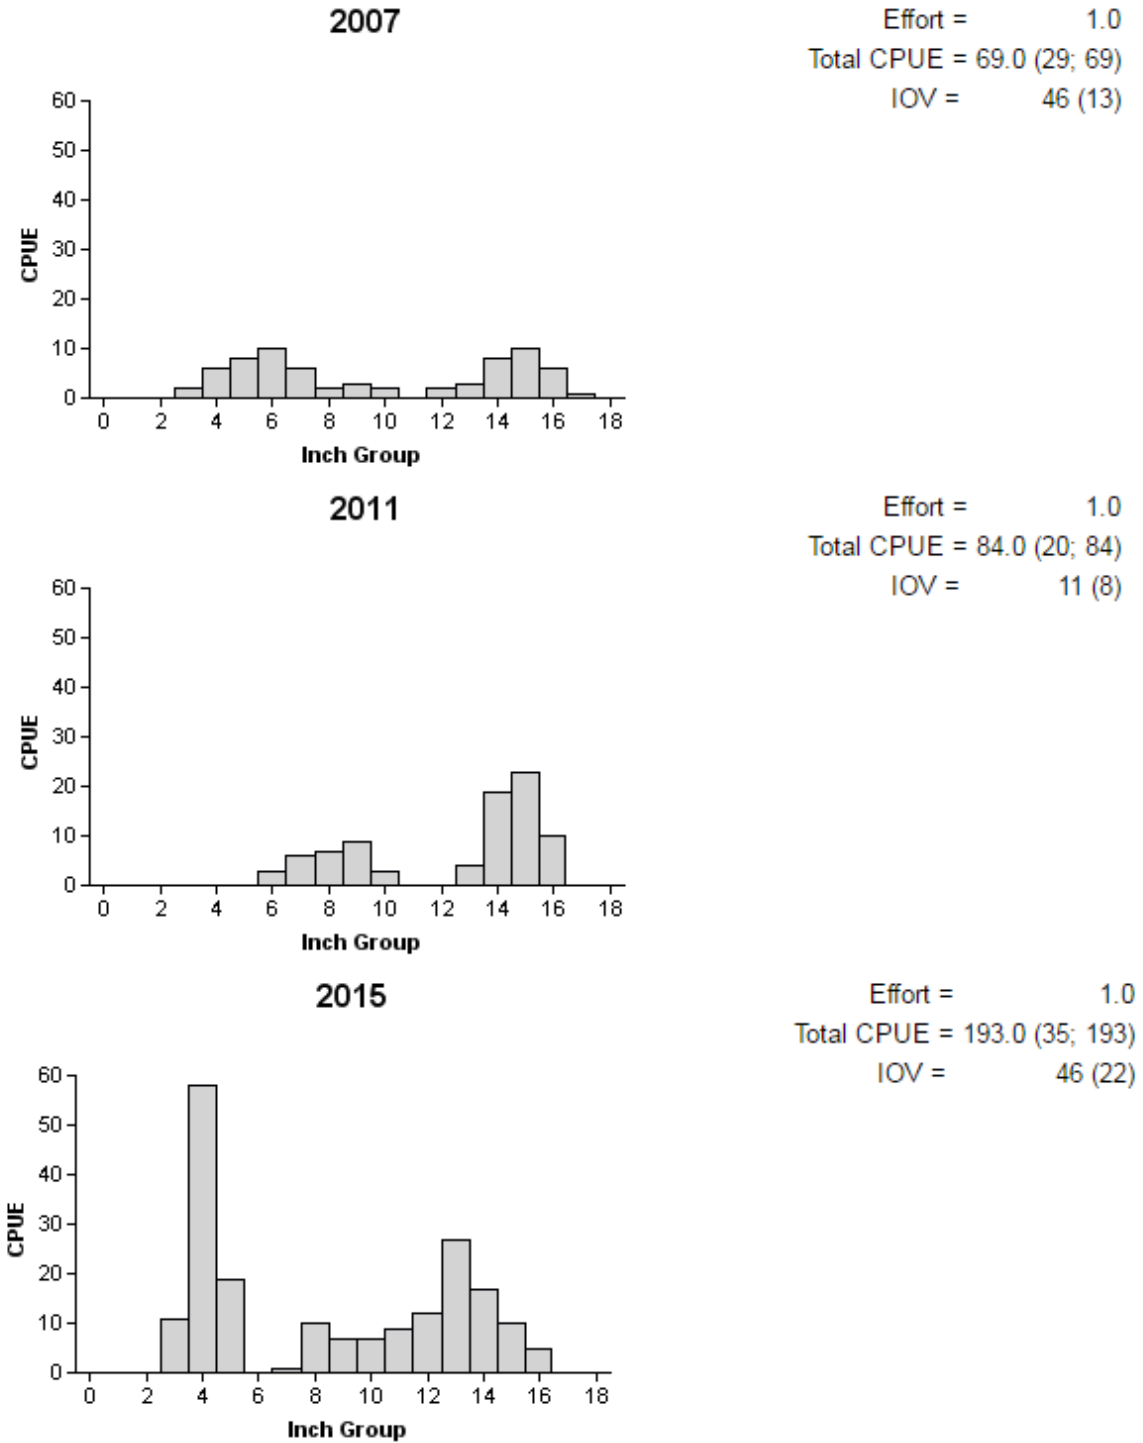 2007
Effort = 1.0
Total CPUE = 69.0 (29; 69)
IOV = 46 (13)
60
50
40
30
20
10
0
CPUE
0 2 4 6 8 10 12 14 16 18
Inch Group
2011
Effort = 1.0
Total CPUE = 84.0 (20; 84)
IOV = 11 (8)
60
50
40
30
20
10
0
CPUE
0 2 4 6 8 10 12 14 16 18
Inch Group
2015
Effort = 1.0
Total CPUE = 193.0 (35; 193)
IOV = 46 (22)
60
50
40
30
20
10
0
CPUE
0 2 4 6 8 10 12 14 16 18
Inch Group